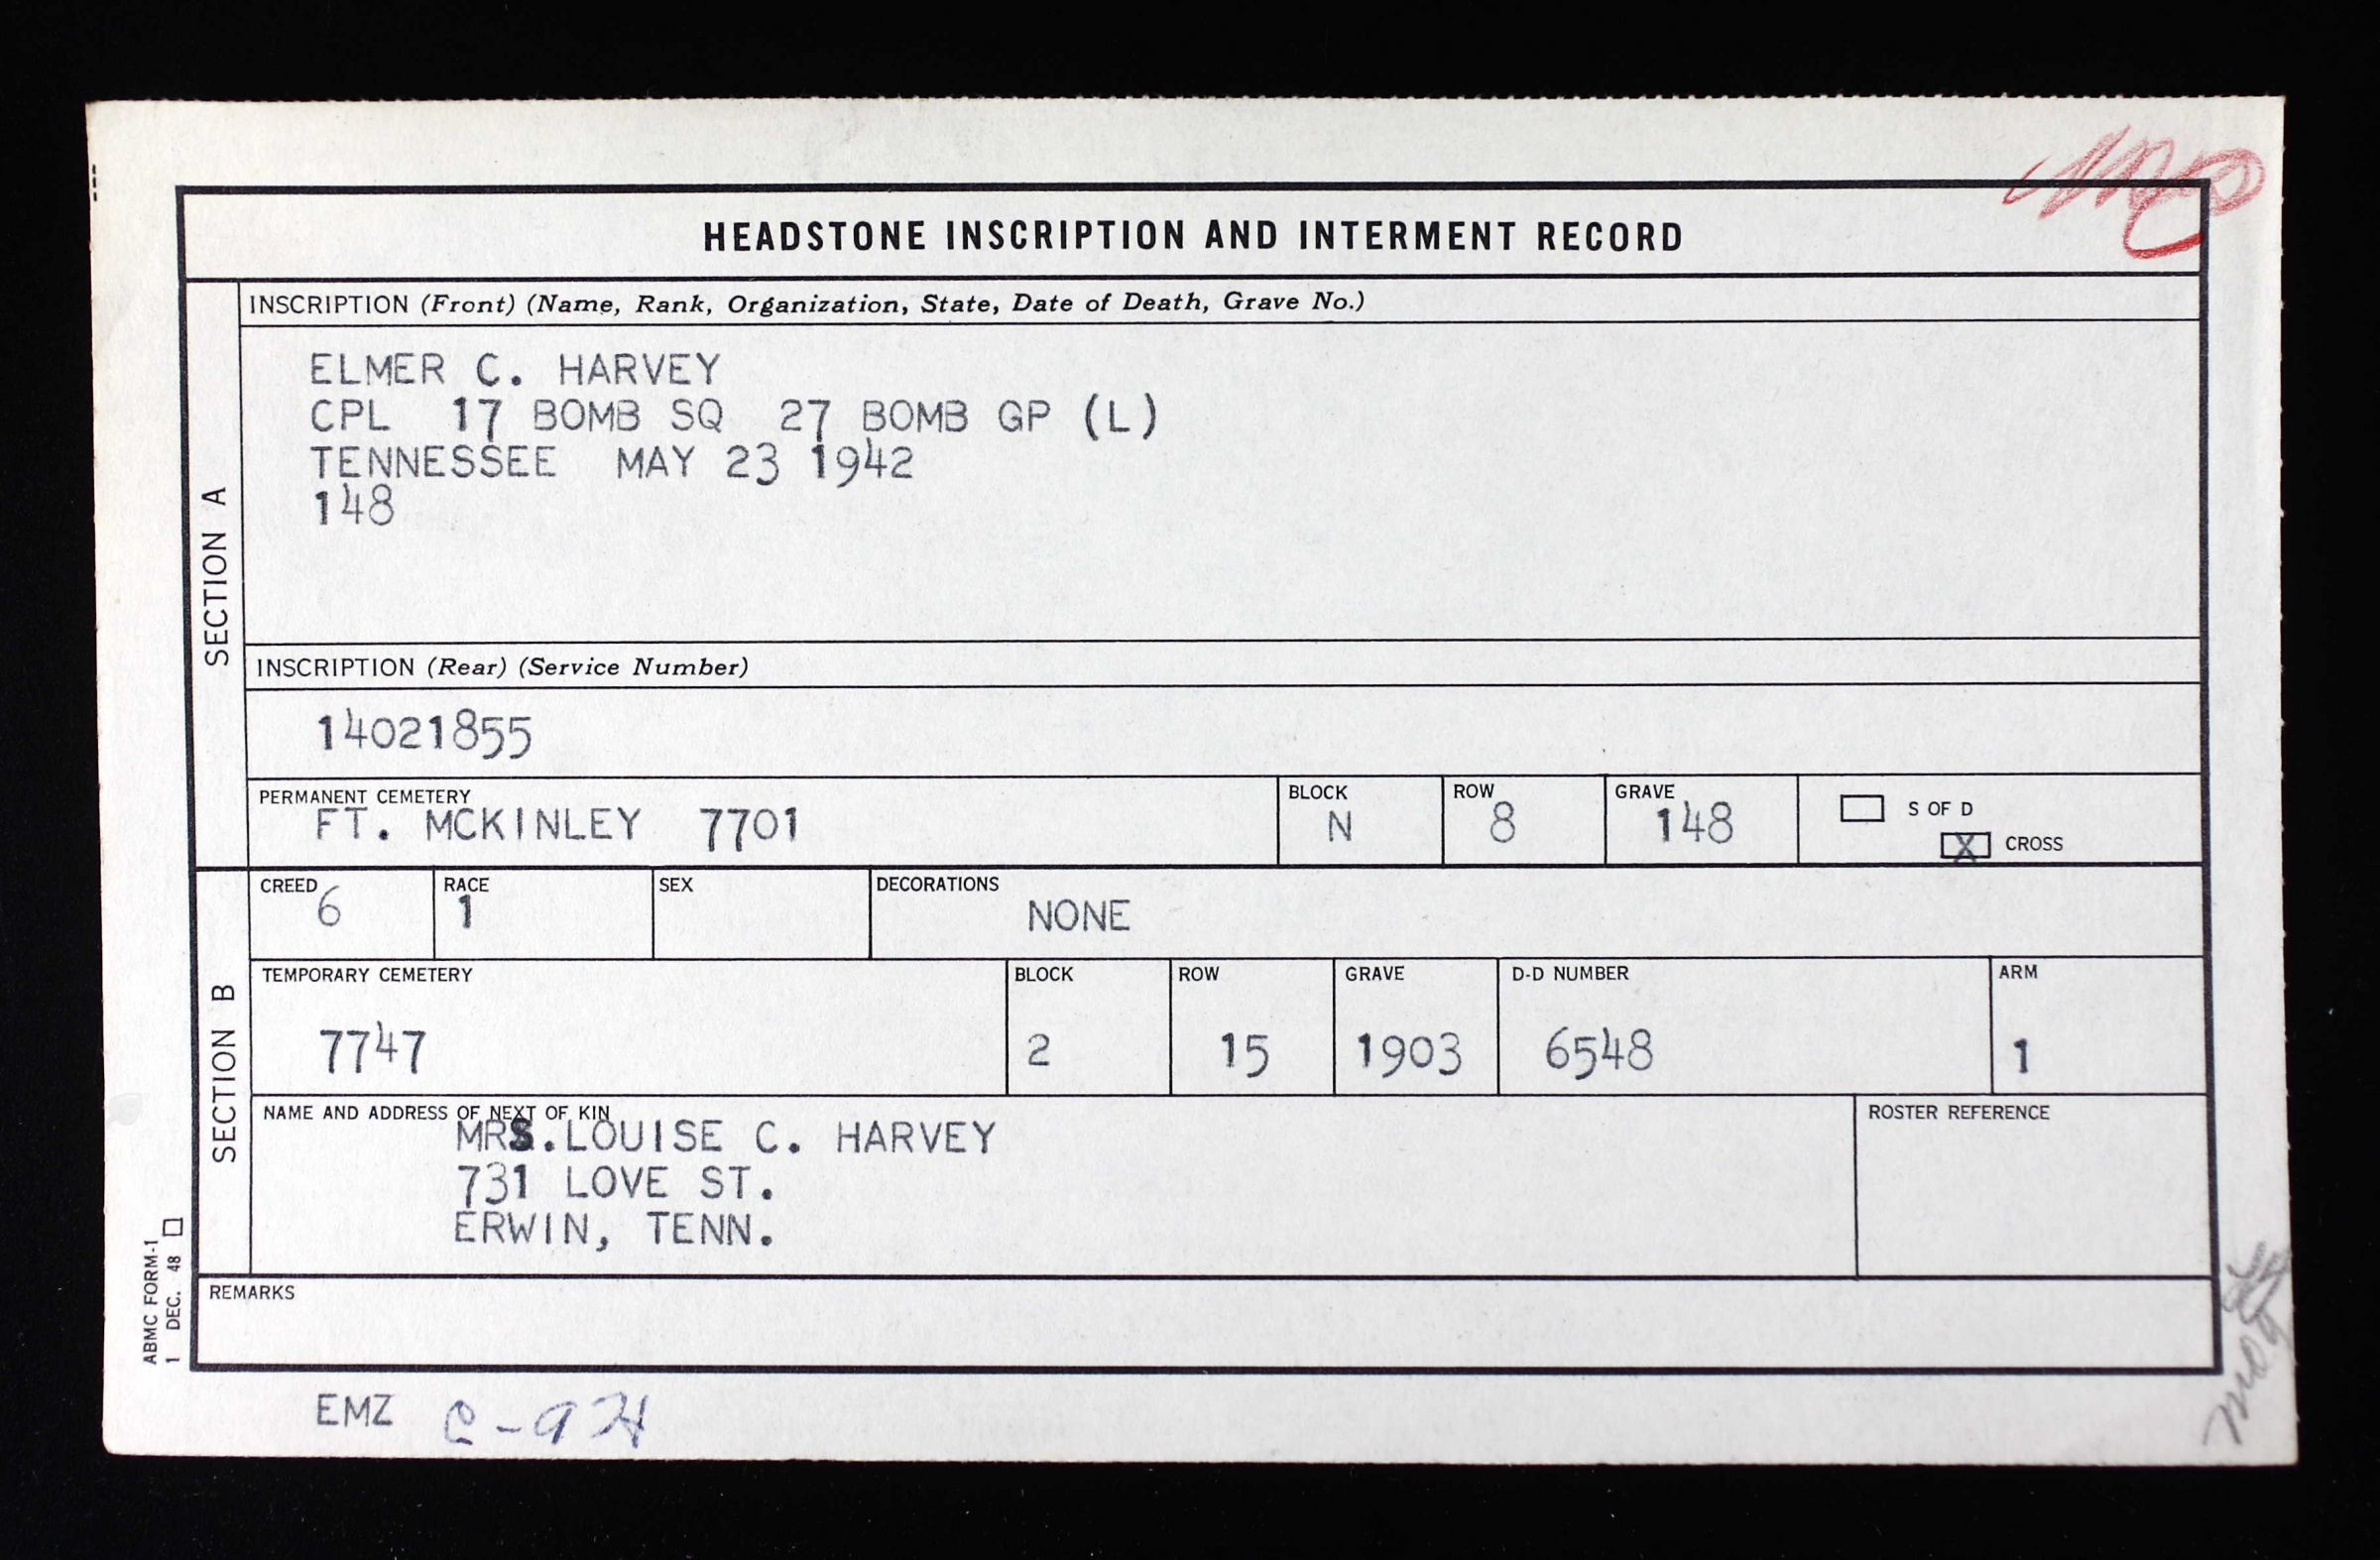 HEADSTONE INSCRIPTION AND INTERMENT RECORD
SECTION A
INSCRIPTION (Front) (Name, Rank, Organization, State, Date of Death, Grave No.)
ELMER C. HARVEY
CPL 17 BOMB SQ 27 BOMB GP (L)
TENNESSEE MAY 23 1942
148
INSCRIPTION (Rear) (Service Number)
14021855
PERMANENT CEMETERY BLOCK ROW GRAVE
FT. MCKINLEY 7701 N 8 148
S OF D
X CROSS
SECTION B
CREED RACE SEX DECORATIONS
6 1 NONE
TEMPORARY CEMETERY BLOCK ROW GRAVE D-D NUMBER ARM
7747 2 15 1903 6548 1
NAME AND ADDRESS OF NEXT OF KIN ROSTER REFERENCE
MRS. LOUISE C. HARVEY
731 LOVE ST.
ERWIN, TENN.
REMARKS
ABMC FORM-1
1 DEC. 48
EMZ C-924